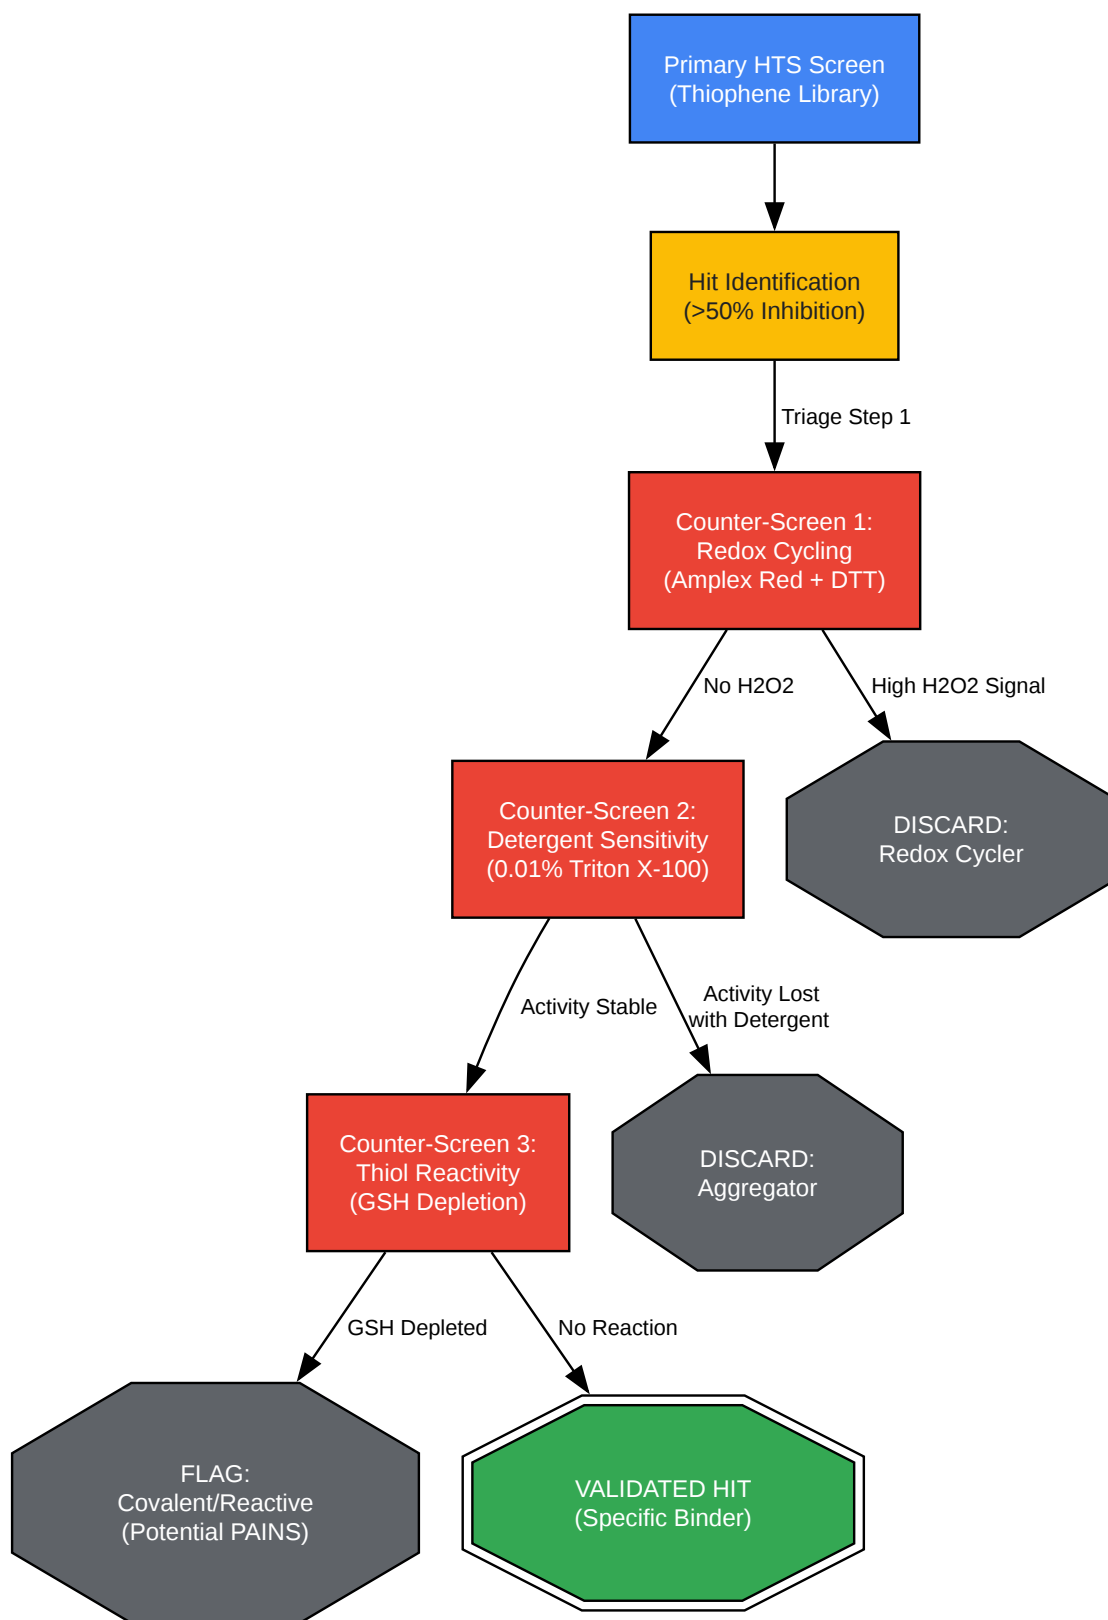 Primary HTS Screen
(Thiophene Library)
Hit Identification
(>50% Inhibition)
Triage Step 1
Counter-Screen 1:
Redox Cycling
(Amplex Red + DTT)
No H2O2
High H2O2 Signal
Counter-Screen 2:
Detergent Sensitivity
(0.01% Triton X-100)
DISCARD:
Redox Cycler
Activity Stable
Activity Lost
with Detergent
Counter-Screen 3:
Thiol Reactivity
(GSH Depletion)
DISCARD:
Aggregator
GSH Depleted
No Reaction
FLAG:
Covalent/Reactive
(Potential PAINS)
VALIDATED HIT
(Specific Binder)